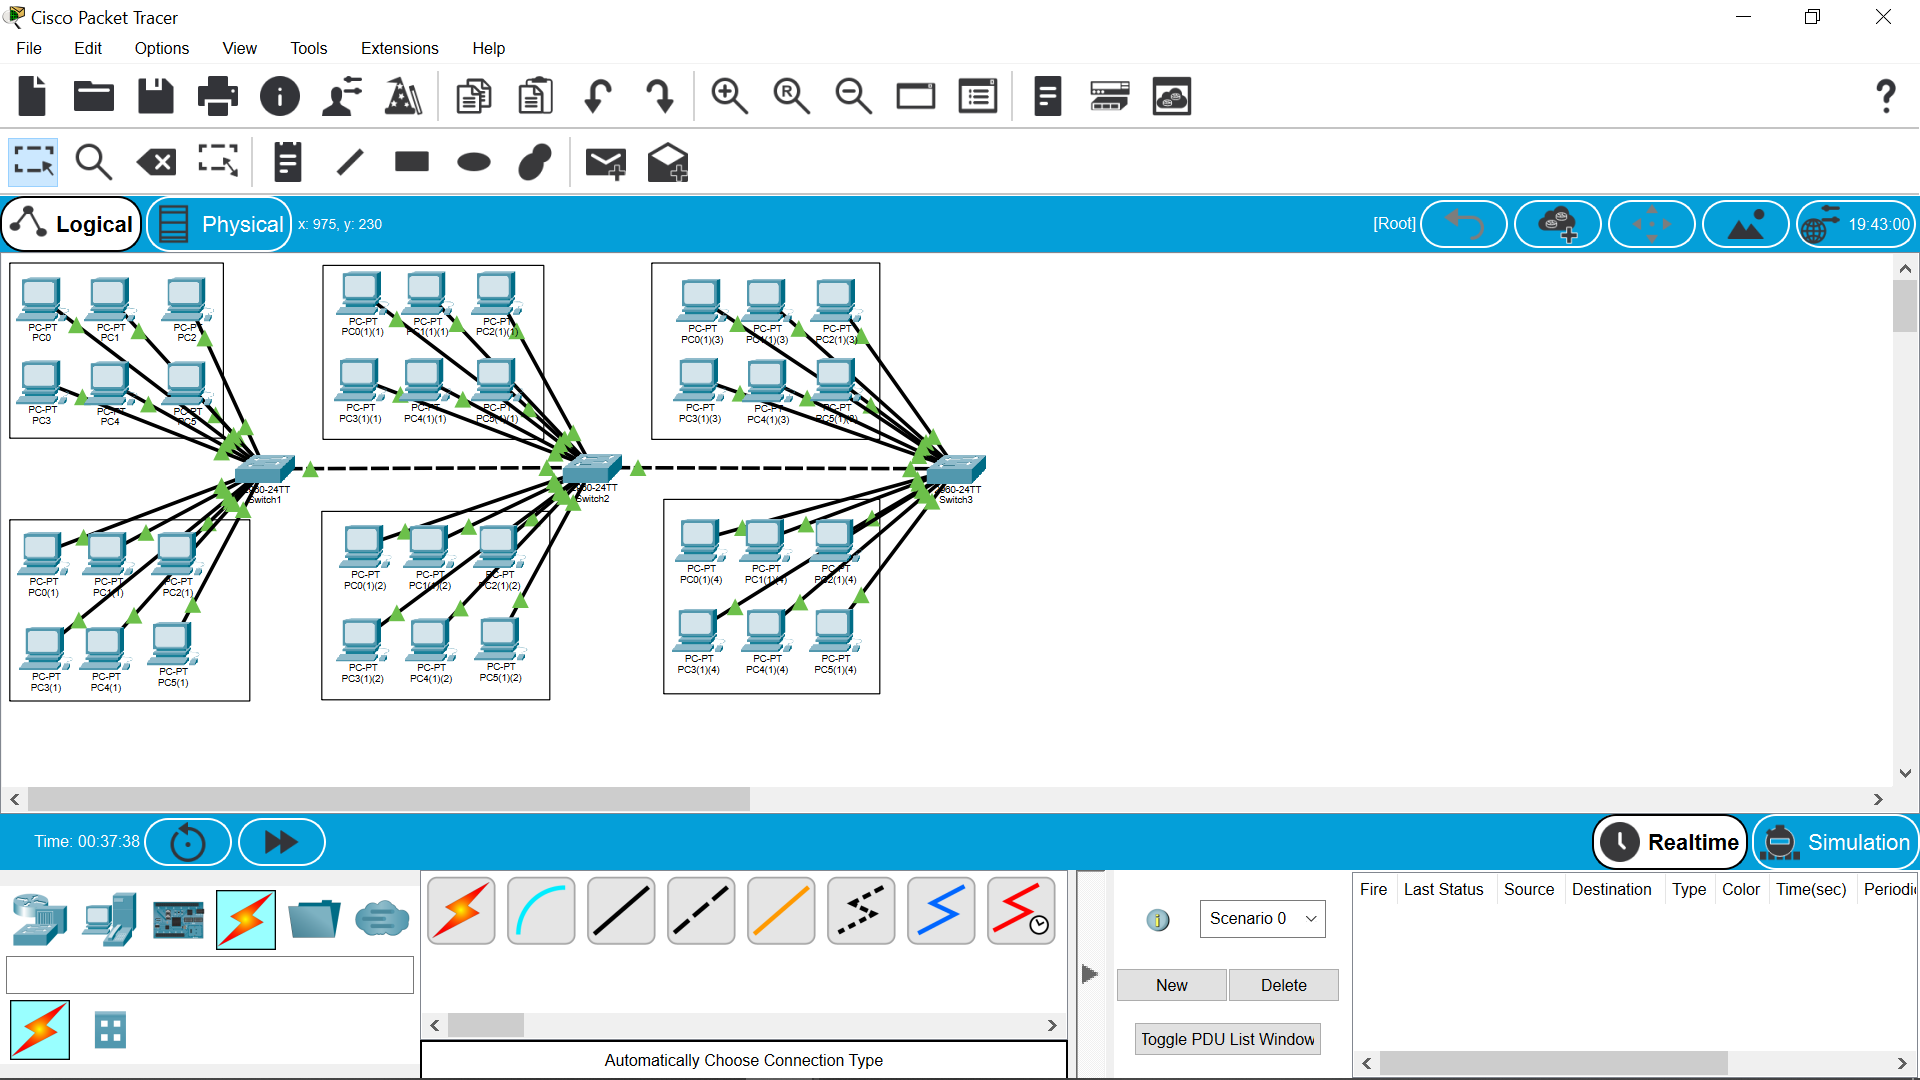 Cisco Packet Tracer
File Edit Options View Tools Extensions Help
Logical Physical x: 975, y: 230 [Root] 19:43:00
PC-PT PC0
PC-PT PC1
PC-PT PC2
PC-PT PC3
PC-PT PC4
PC-PT PC5
PC-PT PC0(1)(1)
PC-PT
PC-PT PC2(1)(1)
PC-PT PC3(1)(1)
PC-PT PC4(1)(1)
PC-PT PC5(1)(1)
PC-PT PC0(1)(3)
PC-PT PC1(1)(3)
PC-PT PC2(1)(3)
PC-PT PC3(1)(3)
PC-PT PC4(1)(3)
PC-PT PC5(1)(3)
Switch1
Switch2
Switch3
PC-PT PC0(1)
PC-PT PC1(1)
PC-PT PC2(1)
PC-PT PC3(1)
PC-PT PC4(1)
PC-PT PC5(1)
PC-PT PC0(1)(2)
PC-PT PC1(1)(2)
PC-PT PC2(1)(2)
PC-PT PC3(1)(2)
PC-PT PC4(1)(2)
PC-PT PC5(1)(2)
PC-PT PC0(1)(4)
PC-PT PC1(1)(4)
PC-PT PC2(1)(4)
PC-PT PC3(1)(4)
PC-PT PC4(1)(4)
PC-PT PC5(1)(4)
Time: 00:37:38 Realtime Simulation
Scenario 0
New Delete
Toggle PDU List Window
Fire Last Status Source Destination Type Color Time(sec)
Automatically Choose Connection Type